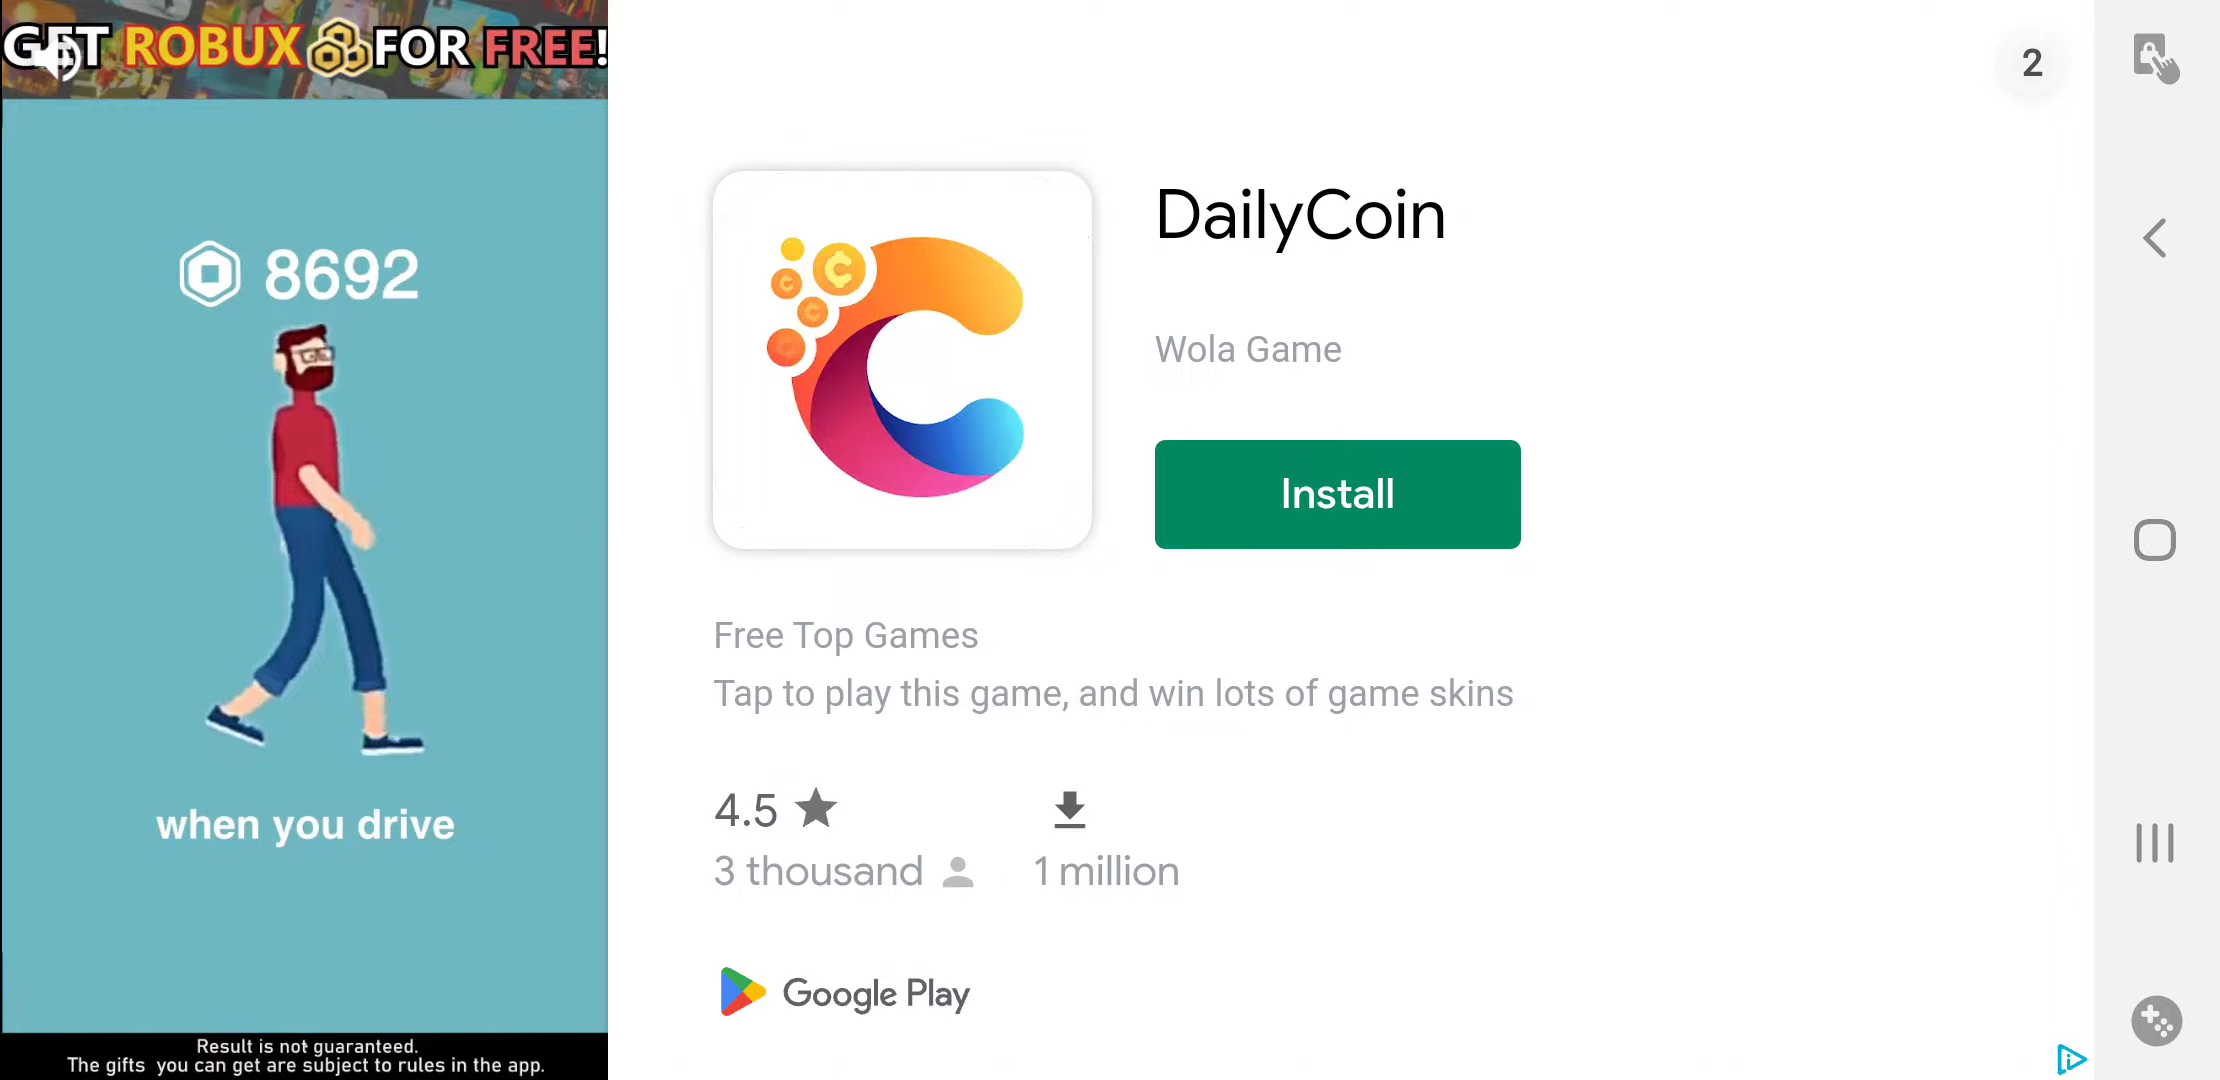 GET ROBUX FOR FREE!
8692
when you drive
Result is not guaranteed.
The gifts you can get are subject to rules in the app.
2
DailyCoin
Wola Game
Install
Free Top Games
Tap to play this game, and win lots of game skins
4.5
3 thousand
1 million
Google Play